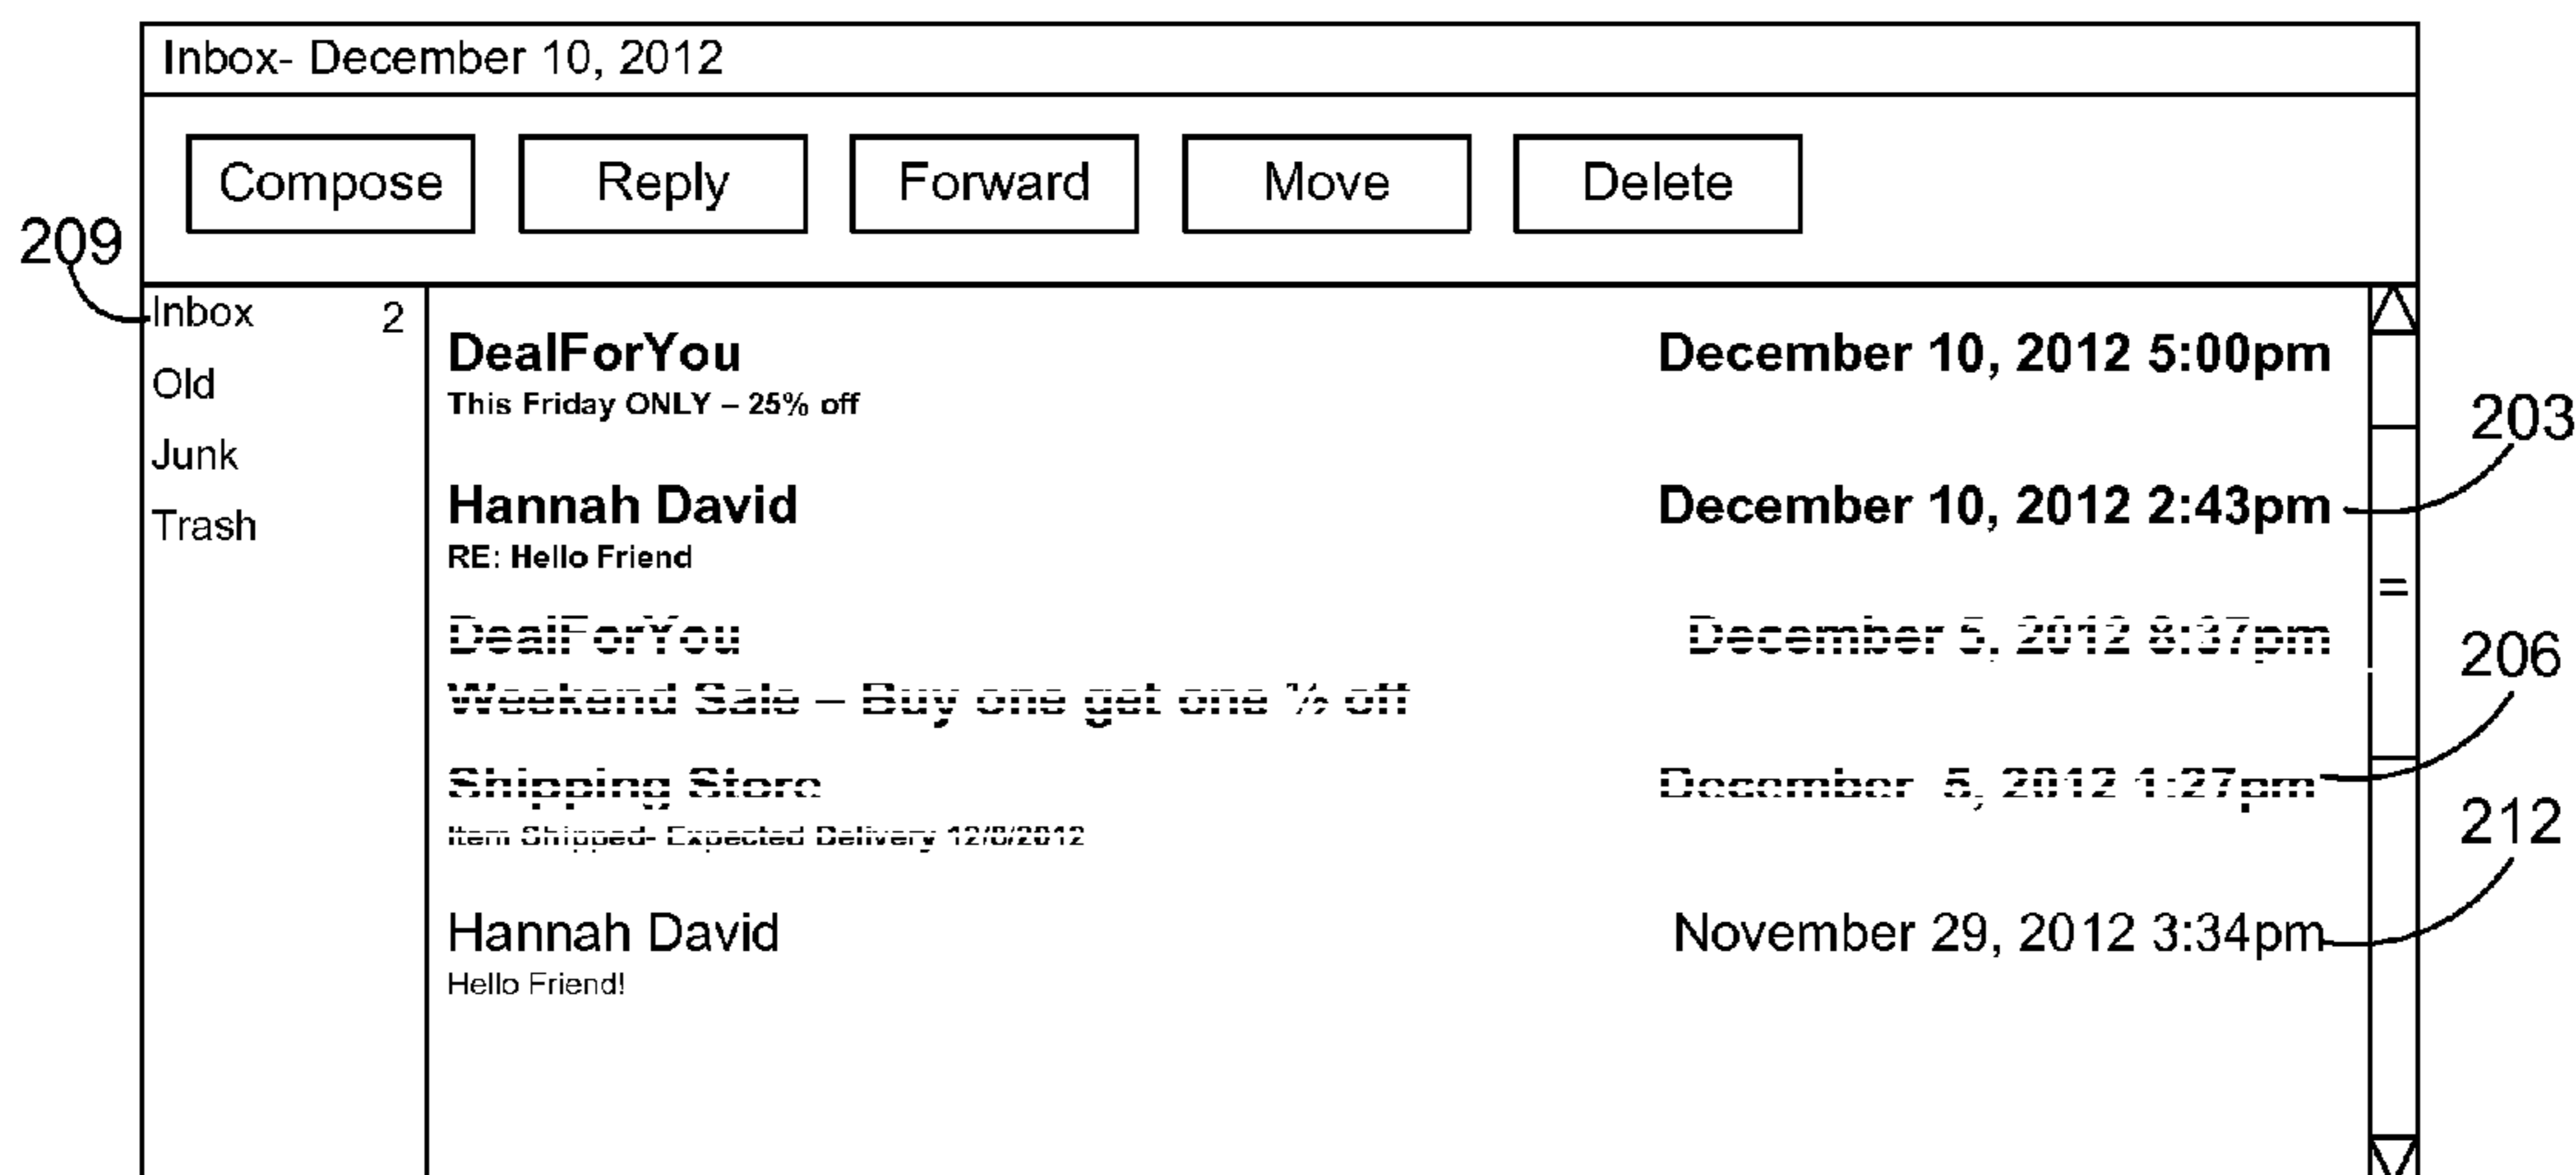 Inbox- December 10, 2012
Compose Reply Forward Move Delete
209
Inbox 2
Old
Junk
Trash
DealForYou December 10, 2012 5:00pm
This Friday ONLY – 25% off
203
Hannah David December 10, 2012 2:43pm
RE: Hello Friend
DealForYou December 5, 2012 8:37pm
206
Weekend Sale – Buy one get one ½ off
Shipping Store December 5, 2012 1:27pm
Item Shipped- Expected Delivery
212
Hannah David November 29, 2012 3:34pm
Hello Friend!